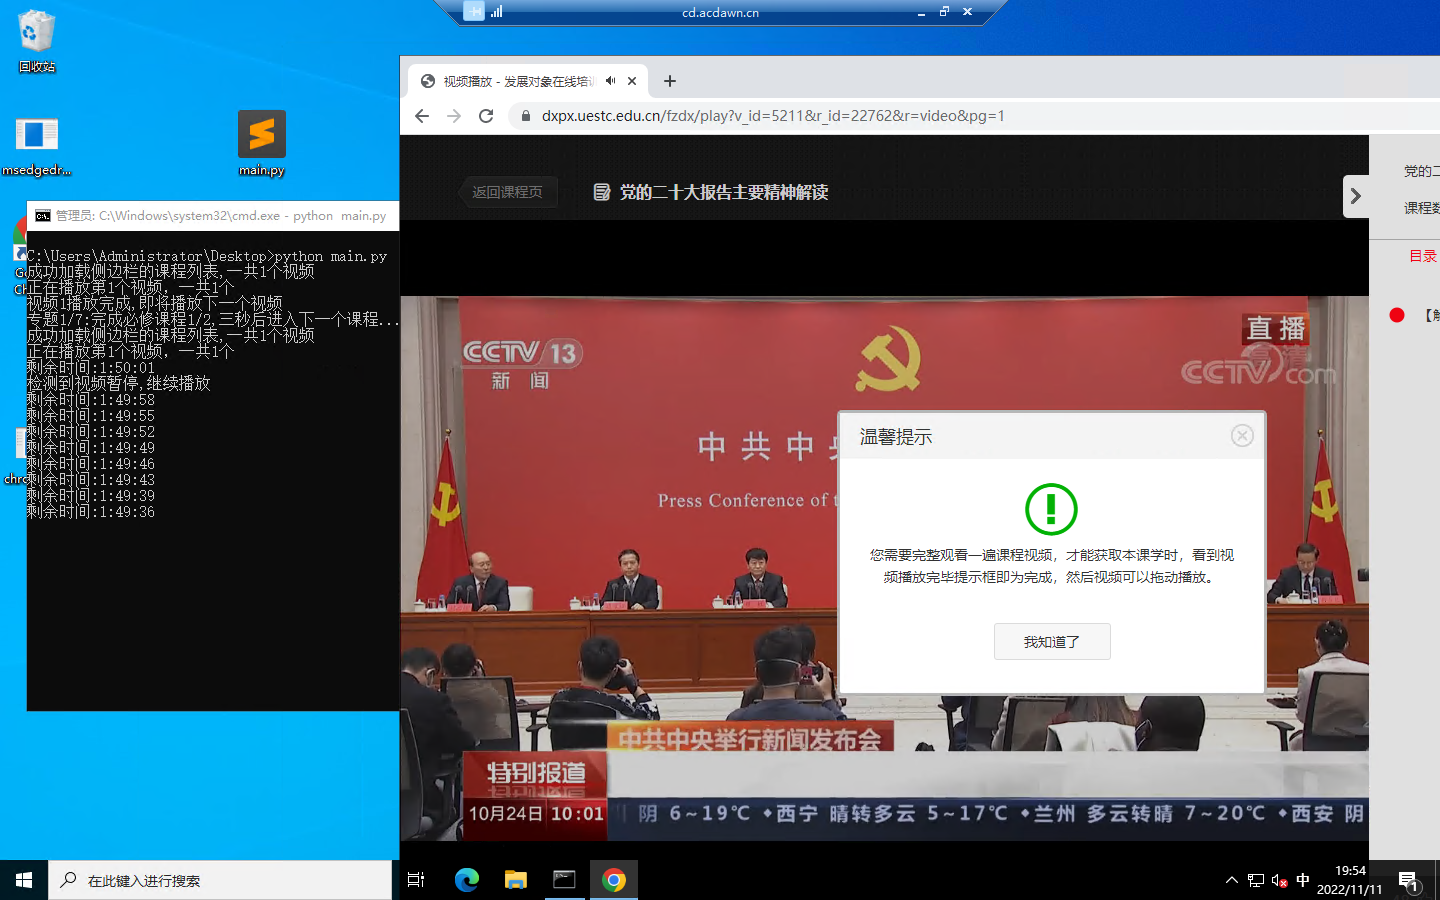 cd.acdawn.cn
回收站
msedgedr...
main.py
管理员: C:\Windows\system32\cmd.exe - python  main.py
C:\Users\Administrator\Desktop>python main.py
成功加载侧边栏的课程列表,一共1个视频
正在播放第1个视频，一共1个
视频1播放完成,即将播放下一个视频
专题1/7:完成必修课程1/2,三秒后进入下一个课程...
成功加载侧边栏的课程列表,一共1个视频
正在播放第1个视频，一共1个
剩余时间:1:50:01
检测到视频暂停,继续播放
剩余时间:1:49:58
剩余时间:1:49:55
剩余时间:1:49:52
剩余时间:1:49:49
剩余时间:1:49:46
剩余时间:1:49:43
剩余时间:1:49:39
剩余时间:1:49:36
视频播放 - 发展对象在线培
dxpx.uestc.edu.cn/fzdx/play?v_id=5211&r_id=22762&r=video&pg=1
返回课程页
党的二十大报告主要精神解读
党的二
课程数
目录
CCTV 13
新闻
直播
CCTV.com
中共中央
Press Conference of t
温馨提示
您需要完整观看一遍课程视频，才能获取本课学时，看到视
频播放完毕提示框即为完成，然后视频可以拖动播放。
我知道了
中共中央举行新闻发布会
特别报道
10月24日 10:01
阴 6~19℃ ◆西宁 晴转多云 5~17℃ ◆兰州 多云转晴 7~20℃ ◆西安 阴
在此键入进行搜索
中
19:54
2022/11/11
1